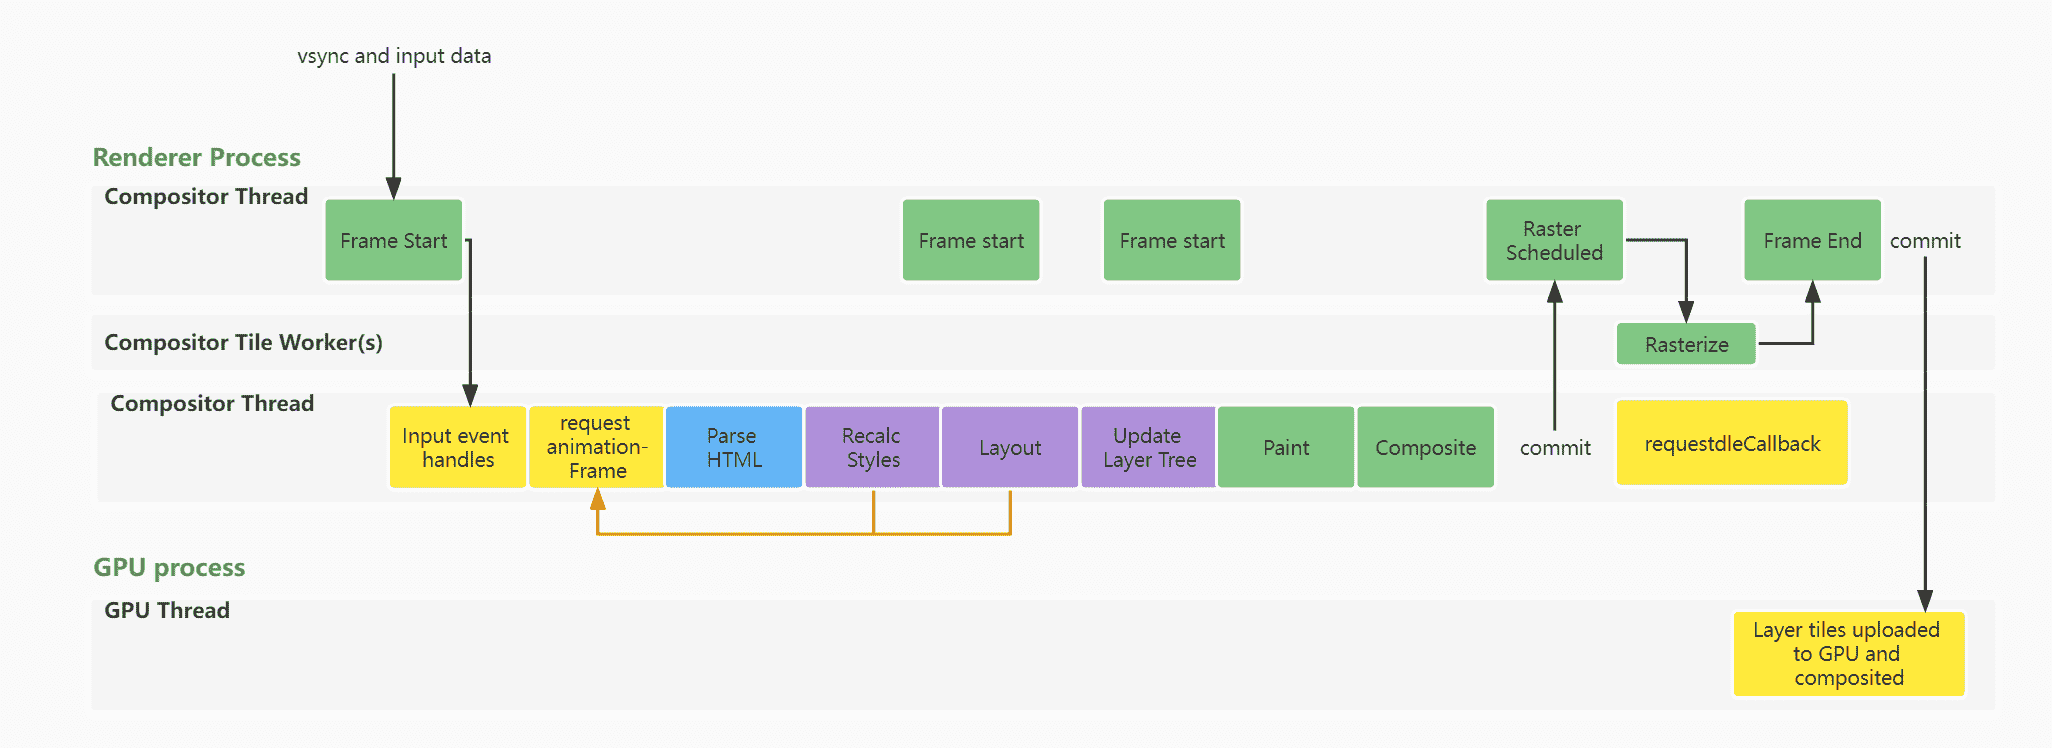 vsync and input data
Renderer Process
Compositor Thread
Frame Start
Frame start
Frame start
Raster
Scheduled
Frame End
commit
Compositor Tile Worker(s)
Rasterize
Compositor Thread
Input event
handles
request
animation-
Frame
Parse
HTML
Recalc
Styles
Layout
Update
Layer Tree
Paint
Composite
commit
requestdleCallback
GPU process
GPU Thread
Layer tiles uploaded
to GPU and
composited